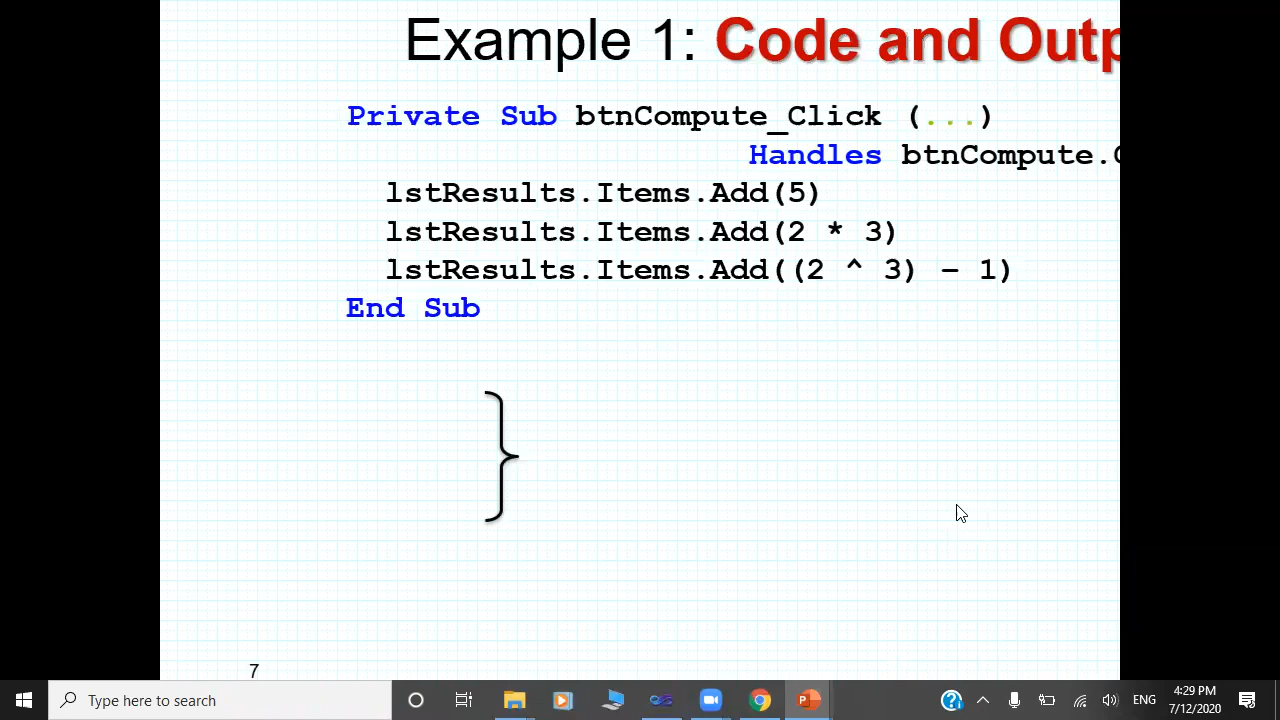 Example 1: Code and Outp
Private Sub btnCompute_Click (...)
Handles btnCompute.C
lstResults.Items.Add(5)
lstResults.Items.Add(2 * 3)
lstResults.Items.Add((2 ^ 3) – 1)
End Sub
7
Type here to search
ENG
4:29 PM
7/12/2020